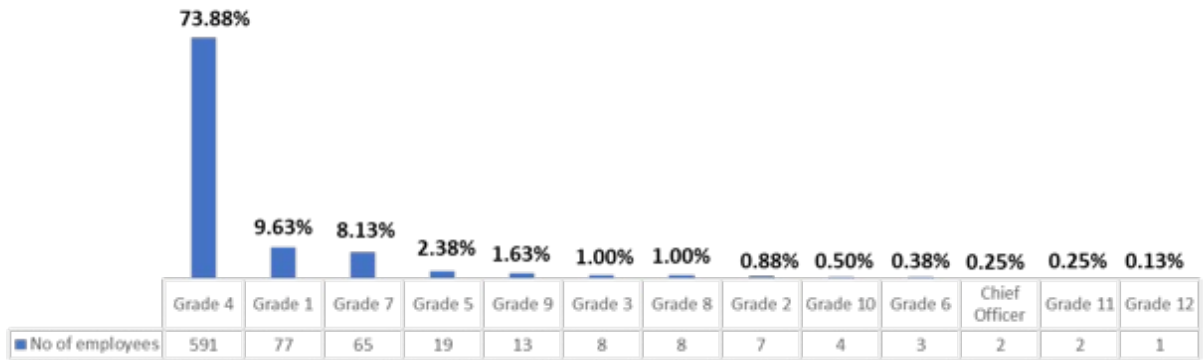 73.88%
9.63% 8.13% 2.38% 1.63% 1.00% 1.00% 0.88% 0.50% 0.38% 0.25% 0.25% 0.13%
Grade 4 Grade 1 Grade 7 Grade 5 Grade 9 Grade 3 Grade 8 Grade 2 Grade 10 Grade 6 Chief Officer Grade 11 Grade 12
No of employees 591 77 65 19 13 8 8 7 4 3 2 2 1